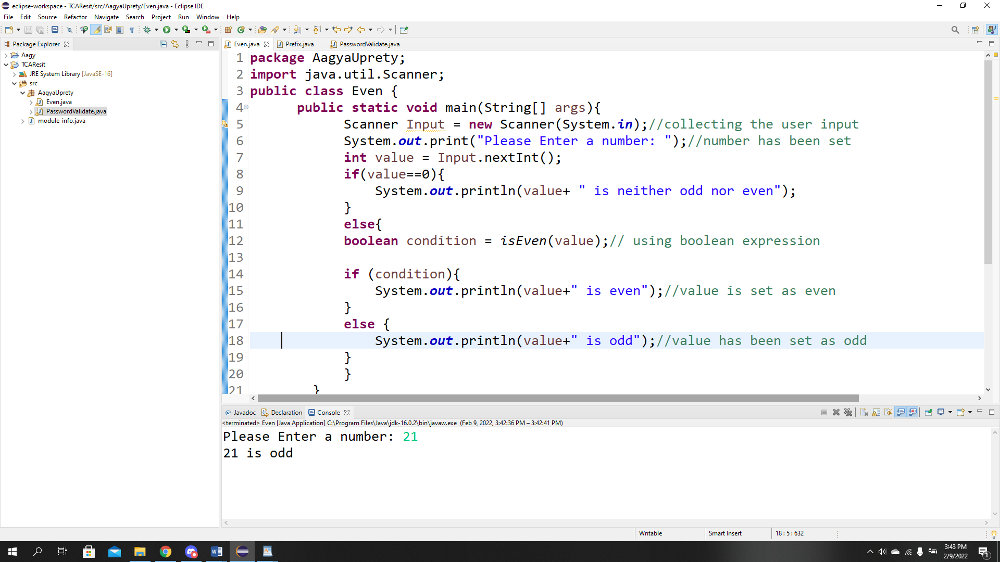 eclipse-workspace - TCAResit/src/AagyaUprety/Even.java - Eclipse IDE
File Edit Source Refactor Navigate Search Project Run Window Help
Package Explorer
Aagy
TCAResit
JRE System Library [JavaSE-16]
src
AagyaUprety
Even.java
PasswordValidate.java
module-info.java
Even.java Prefix.java PasswordValidate.java
1 package AagyaUprety;
2 import java.util.Scanner;
3 public class Even {
4 public static void main(String[] args){
5 Scanner Input = new Scanner(System.in);//collecting the user input
6 System.out.print("Please Enter a number: ");//number has been set
7 int value = Input.nextInt();
8 if(value==0){
9 System.out.println(value+ " is neither odd nor even");
10 }
11 else{
12 boolean condition = isEven(value);// using boolean expression
13
14 if (condition){
15 System.out.println(value+" is even");//value is set as even
16 }
17 else {
18 System.out.println(value+" is odd");//value has been set as odd
19 }
20 }
21 }
@ Javadoc Declaration Console
<terminated> Even [Java Application] C:\Program Files\Java\jdk-16.0.2\bin\javaw.exe (Feb 9, 2022, 3:42:36 PM – 3:42:41 PM)
Please Enter a number: 21
21 is odd
Writable Smart Insert 18 : 5 : 632
3:43 PM
2/9/2022
1